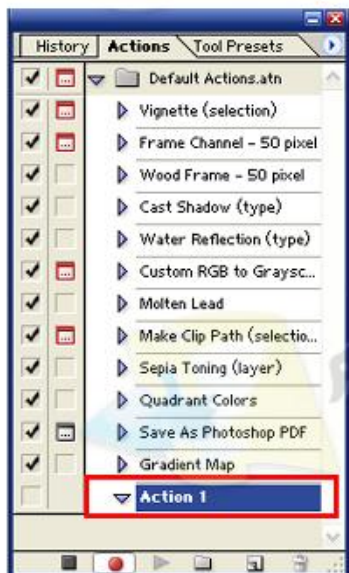 History Actions Tool Presets
Default Actions.atn
Vignette (selection)
Frame Channel - 50 pixel
Wood Frame - 50 pixel
Cast Shadow (type)
Water Reflection (type)
Custom RGB to Graysc...
Molten Lead
Make Clip Path (selectio...
Sepia Toning (layer)
Quadrant Colors
Save As Photoshop PDF
Gradient Map
Action 1